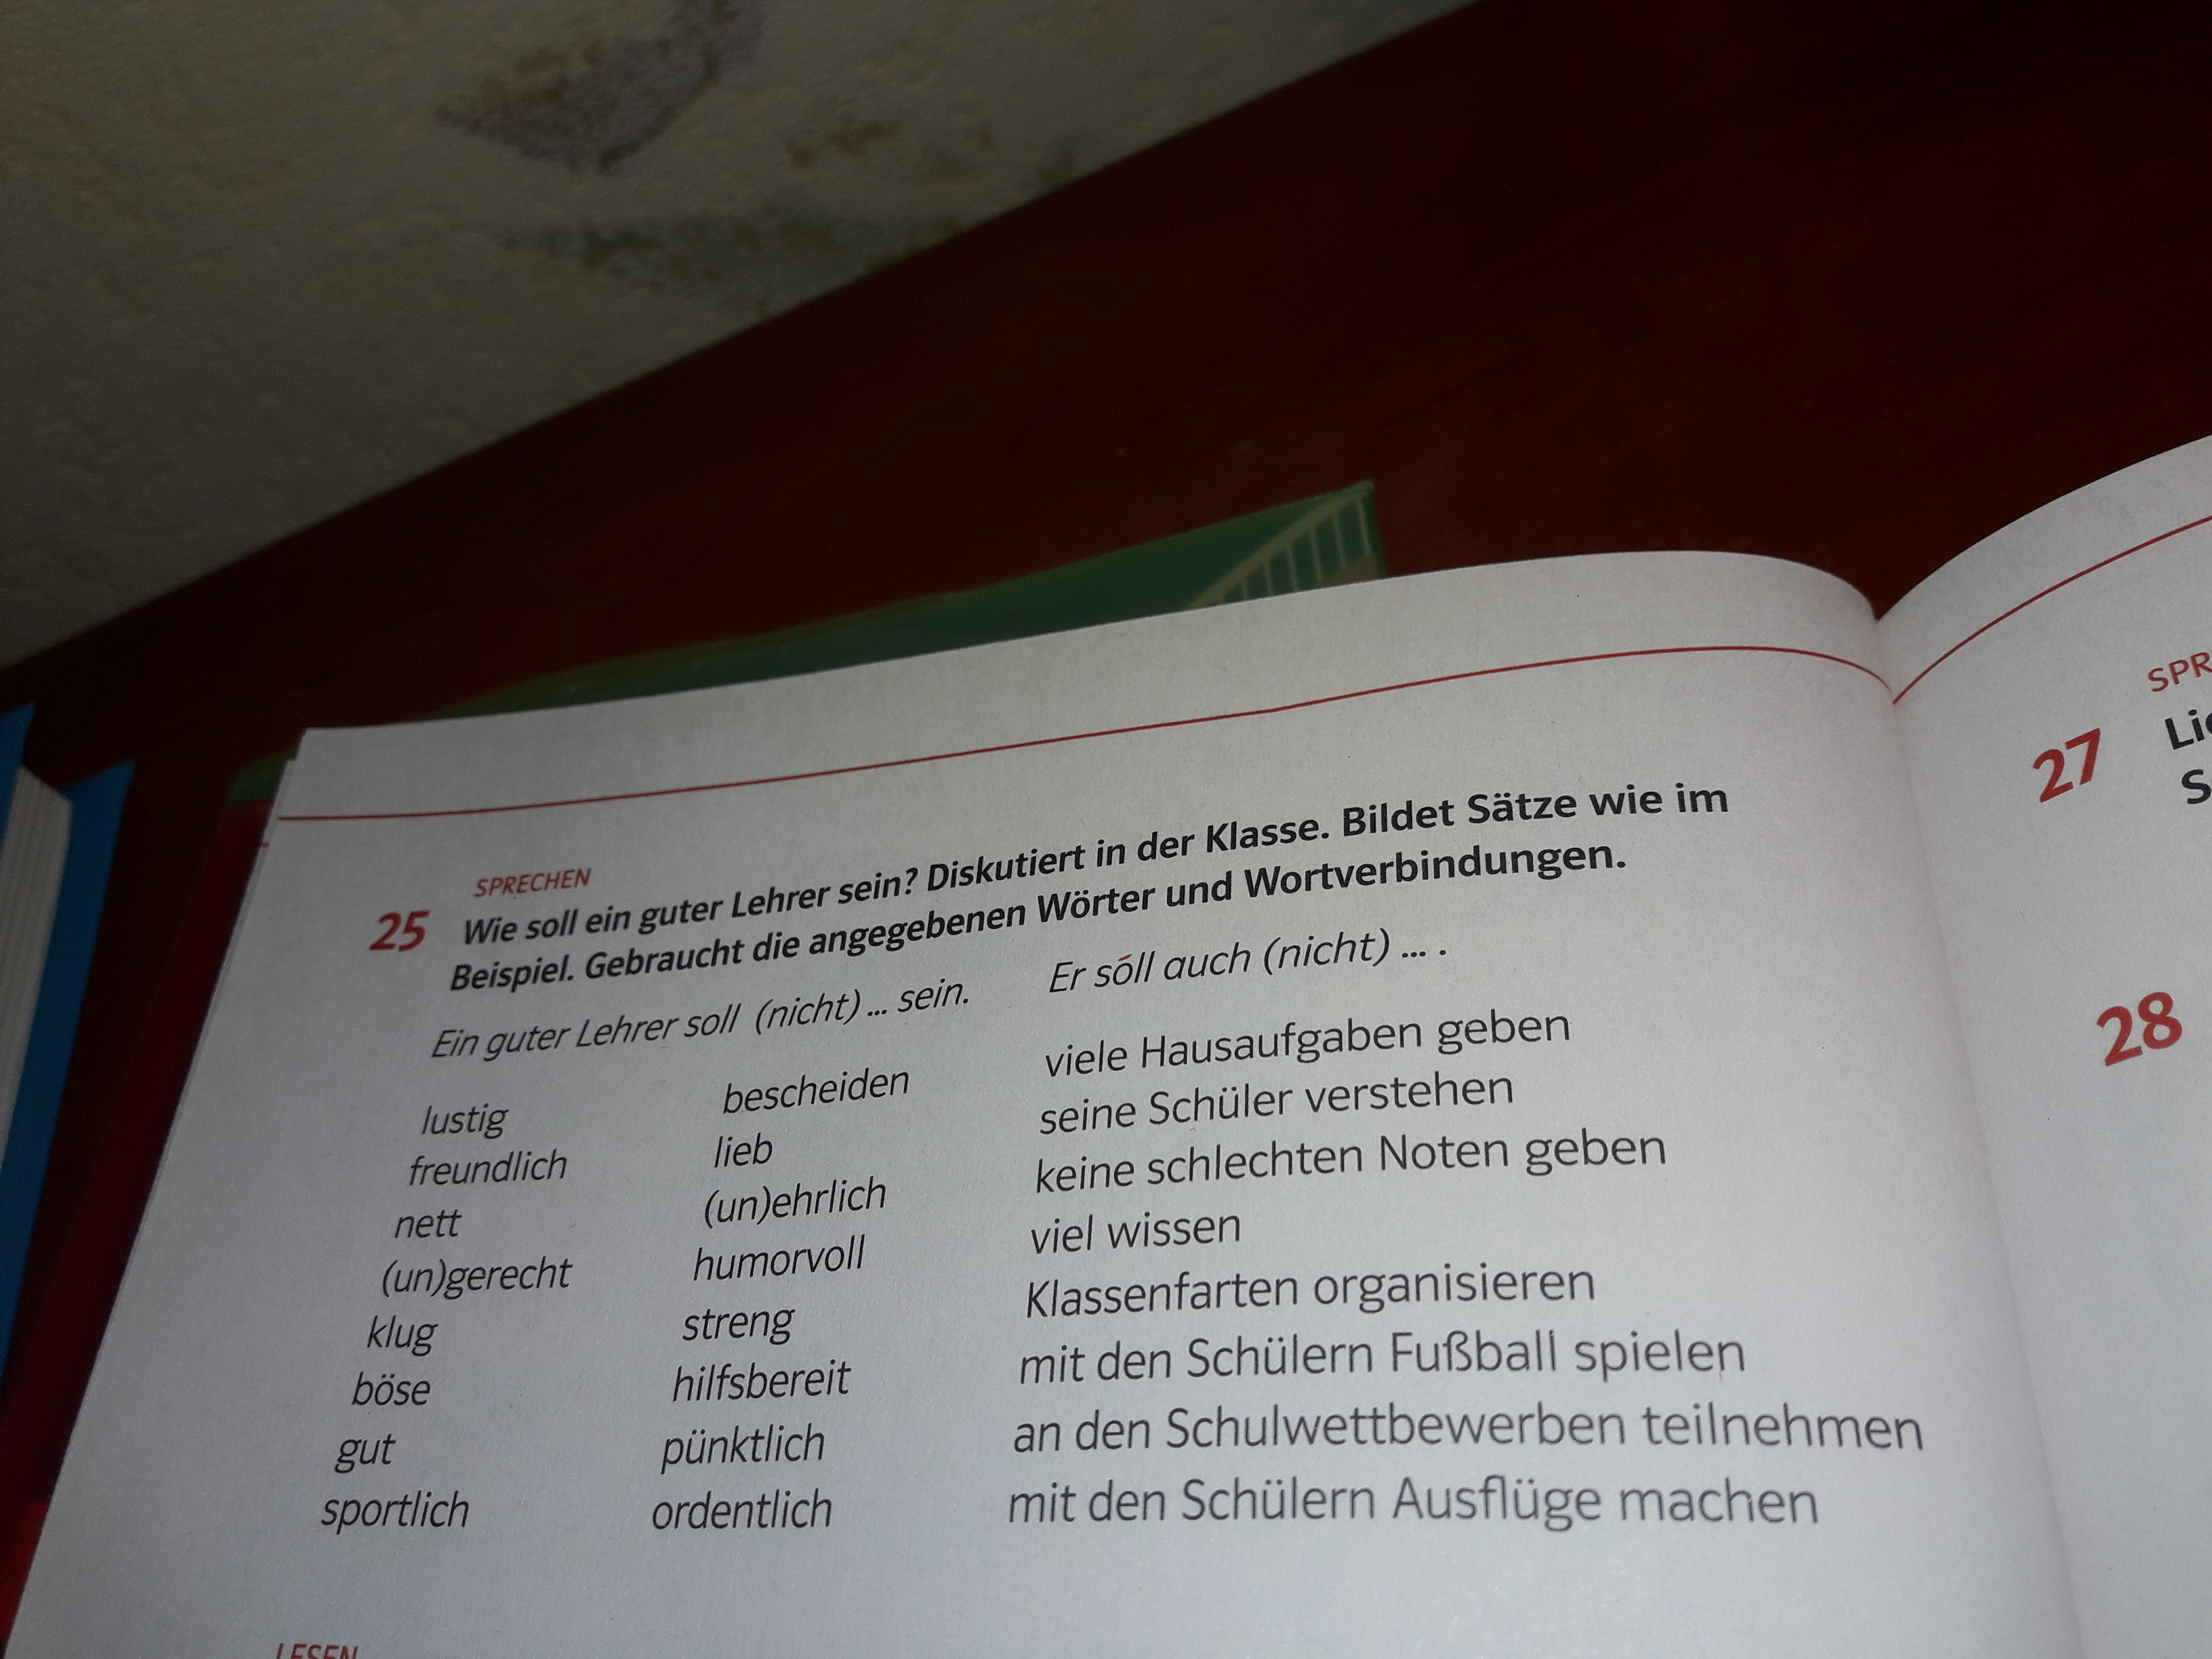 SPRECHEN
25 Wie soll ein guter Lehrer sein? Diskutiert in der Klasse. Bildet Sätze wie im
Beispiel. Gebraucht die angegebenen Wörter und Wortverbindungen.
Ein guter Lehrer soll (nicht) ... sein.
Er soll auch (nicht) ... .
lustig
freundlich
nett
(un)gerecht
klug
böse
gut
sportlich
bescheiden
lieb
(un)ehrlich
humorvoll
streng
hilfsbereit
pünktlich
ordentlich
viele Hausaufgaben geben
seine Schüler verstehen
keine schlechten Noten geben
viel wissen
Klassenfarten organisieren
mit den Schülern Fußball spielen
an den Schulwettbewerben teilnehmen
mit den Schülern Ausflüge machen
LESEN
27
28